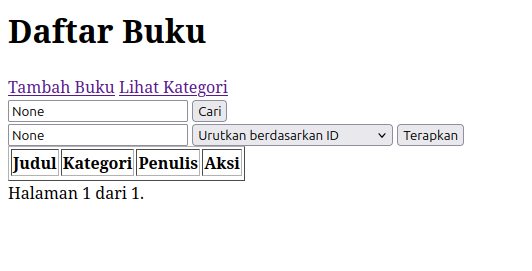 Daftar Buku
Tambah Buku Lihat Kategori
None Cari
None Urutkan berdasarkan ID Terapkan
Judul Kategori Penulis Aksi
Halaman 1 dari 1.